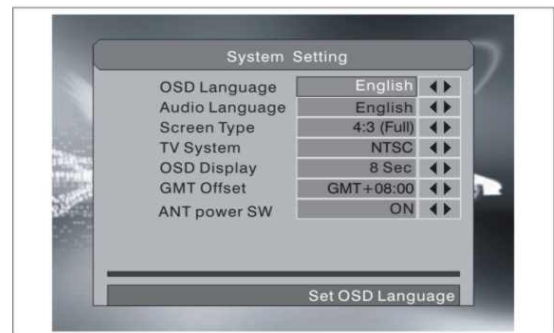 System Setting
OSD Language English
Audio Language English
Screen Type 4:3 (Full)
TV System NTSC
OSD Display 8 Sec
GMT Offset GMT+08:00
ANT power SW ON
Set OSD Language